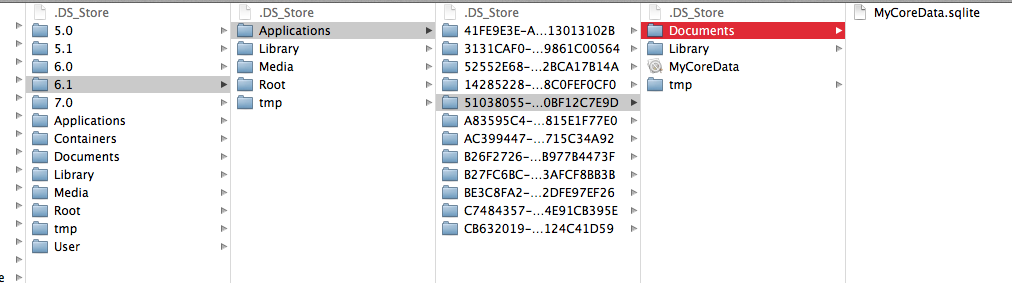 .DS_Store
5.0
5.1
6.0
6.1
7.0
Applications
Containers
Documents
Library
Media
Root
tmp
User
.DS_Store
Applications
Library
Media
Root
tmp
.DS_Store
41FE9E3E-A...13013102B
3131CAF0-...9861C00564
52552E68-...2BCA17B14A
14285228-...8C0FEF0CF0
51038055-...0BF12C7E9D
A83595C4-...815E1F77E0
AC399447-...715C34A92
B26F2726-...B977B4473F
B27FC6BC-...3AFCF8BB3B
BE3C8FA2-...2DFE97EF26
C7484357-...4E91CB395E
CB632019-...124C41D59
.DS_Store
Documents
Library
MyCoreData
tmp
MyCoreData.sqlite